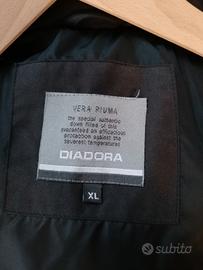 VERA PIUMA
the special authentic
down filled of this
guaranteed an efficacious
protection against the
severest temperatures
DIADORA
XL
subito